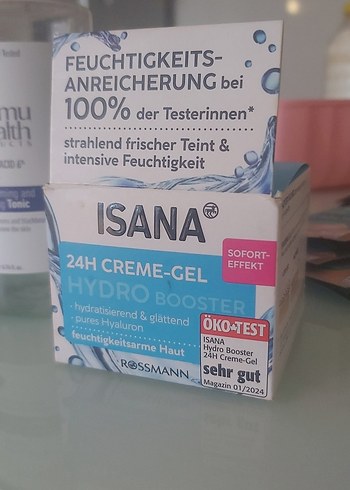 FEUCHTIGKEITS-
ANREICHERUNG bei
100% der Testerinnen*
strahlend frischer Teint &
intensive Feuchtigkeit
ISANA
SOFORT-
EFFEKT
24H CREME-GEL
HYDRO BOOSTER
· hydratisierend & glättend
· pures Hyaluron
feuchtigkeitsarme Haut
ROSSMANN
ÖKO-TEST
ISANA
Hydro Booster
24H Creme-Gel
sehr gut
Magazin 01/2024
Tonic